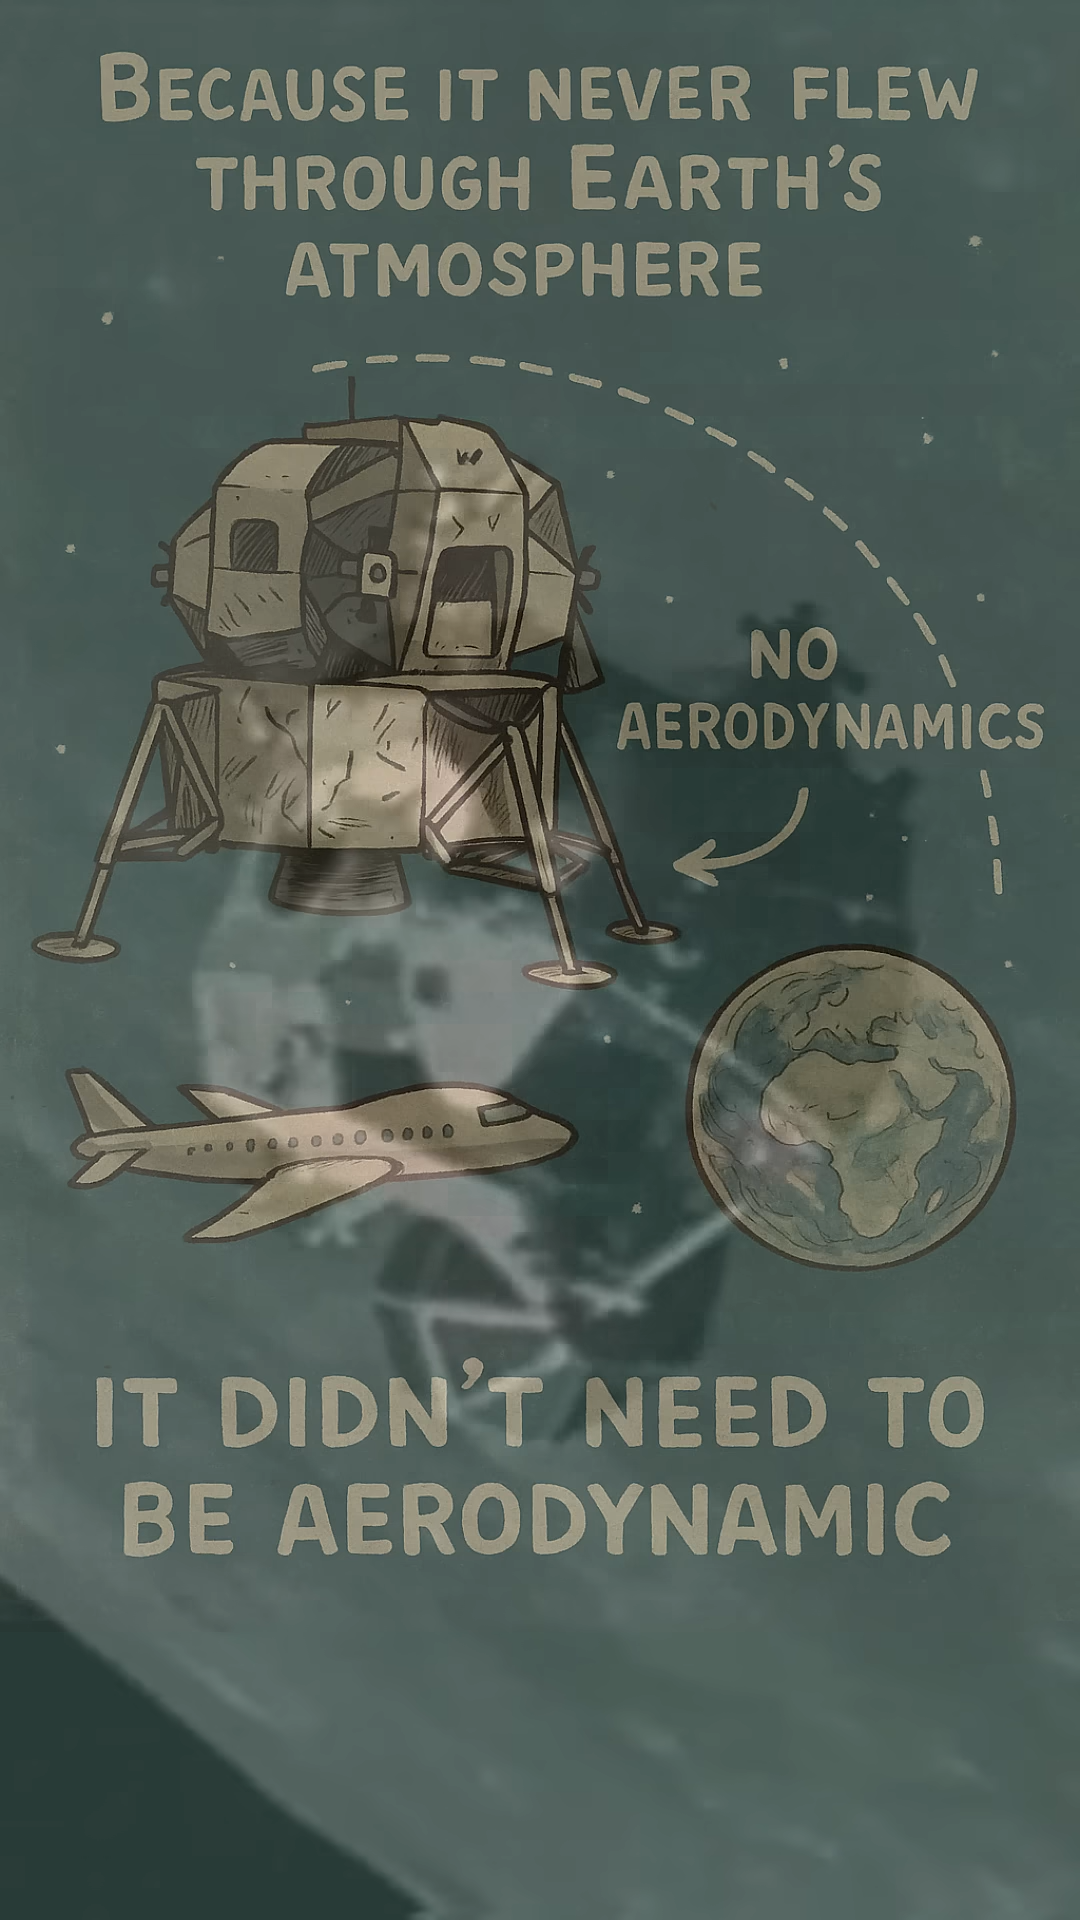 BECAUSE IT NEVER FLEW
THROUGH EARTH'S
ATMOSPHERE
NO
AERODYNAMICS
IT DIDN'T NEED TO
BE AERODYNAMIC